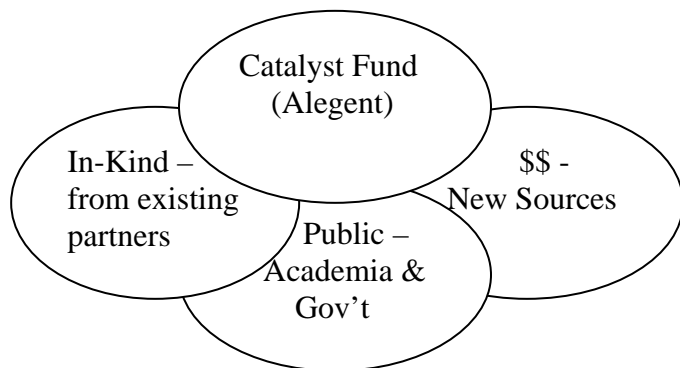 Catalyst Fund
(Alegent)
In-Kind –
from existing
partners
$$ -
New Sources
Public –
Academia &
Gov’t